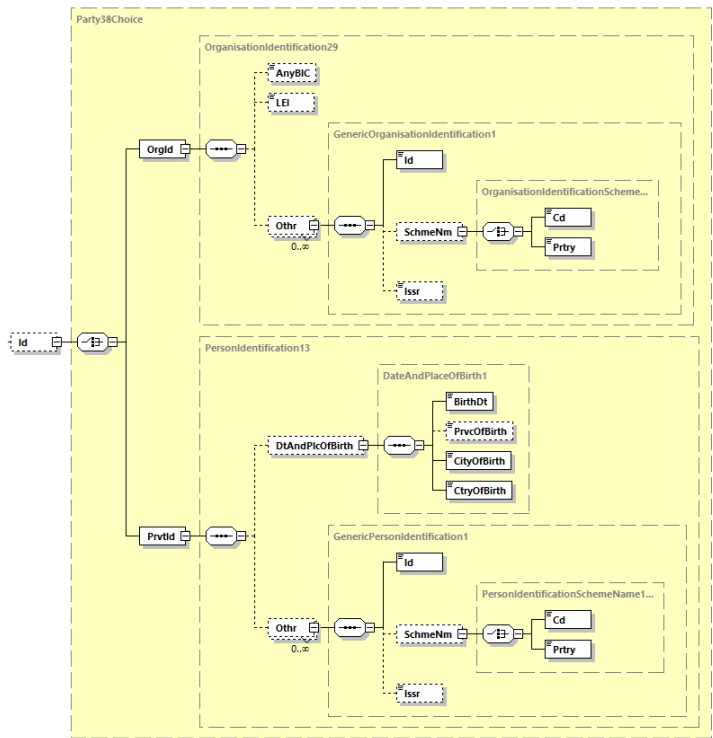 Party38Choice
OrganisationIdentification29
AnyBIC
LEI
GenericOrganisationIdentification1
OrgId
Id
OrganisationIdentificationScheme...
Cd
Othr
SchmeNm
0..∞
Prtry
Issr
Id
PersonIdentification13
DateAndPlaceOfBirth1
BirthDt
PrvcOfBirth
DtAndPlcOfBirth
CityOfBirth
CtryOfBirth
PrvtId
GenericPersonIdentification1
Id
PersonIdentificationSchemeName1...
Cd
Othr
SchmeNm
0..∞
Prtry
Issr